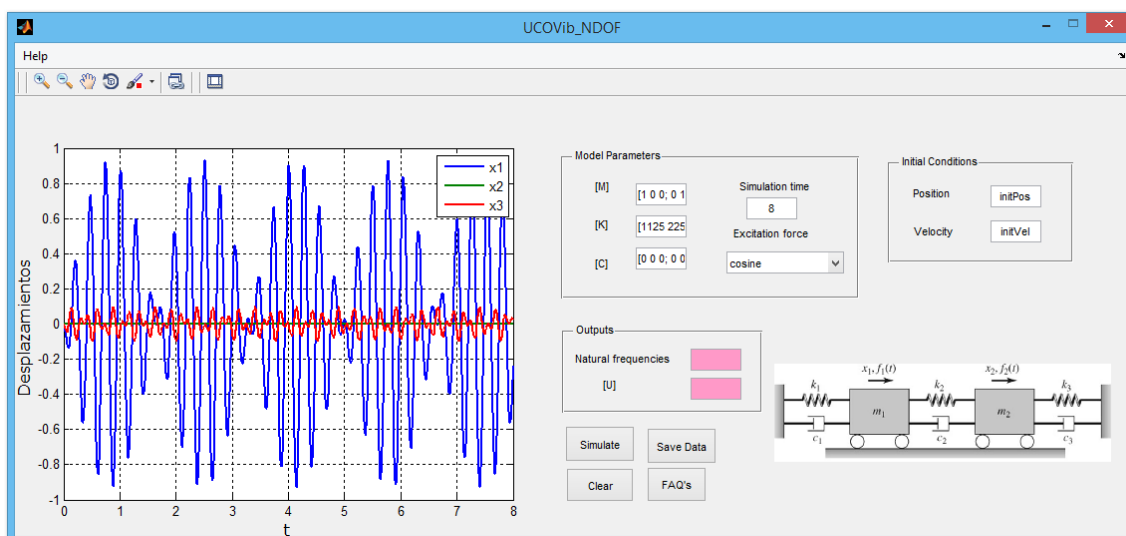 UCOVib_NDOF
Help
Desplazamientos
1
0.8
0.6
0.4
0.2
0
-0.2
-0.4
-0.6
-0.8
-1
0 1 2 3 4 5 6 7 8
t
x1
x2
x3
Model Parameters
[M] [1 0 0; 0 1
[K] [1125 225
[C] [0 0 0; 0 0
Simulation time
8
Excitation force
cosine
Initial Conditions
Position initPos
Velocity initVel
Outputs
Natural frequencies
[U]
Simulate Save Data
Clear FAQ's
x₁, f₁(t) x₂, f₂(t)
k₁ k₂ k₃
m₁ m₂
c₁ c₂ c₃